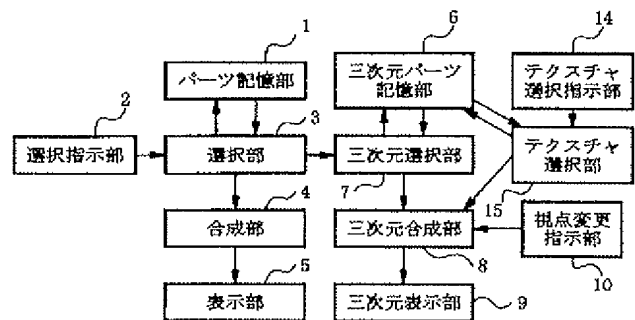 1
6
14
パーツ記憶部
三次元パーツ
記憶部
テクスチャ
選択指示部
2
3
選択指示部
選択部
三次元選択部
テクスチャ
選択部
7
15
4
合成部
三次元合成部
視点変更
指示部
8
10
5
表示部
三次元表示部
9